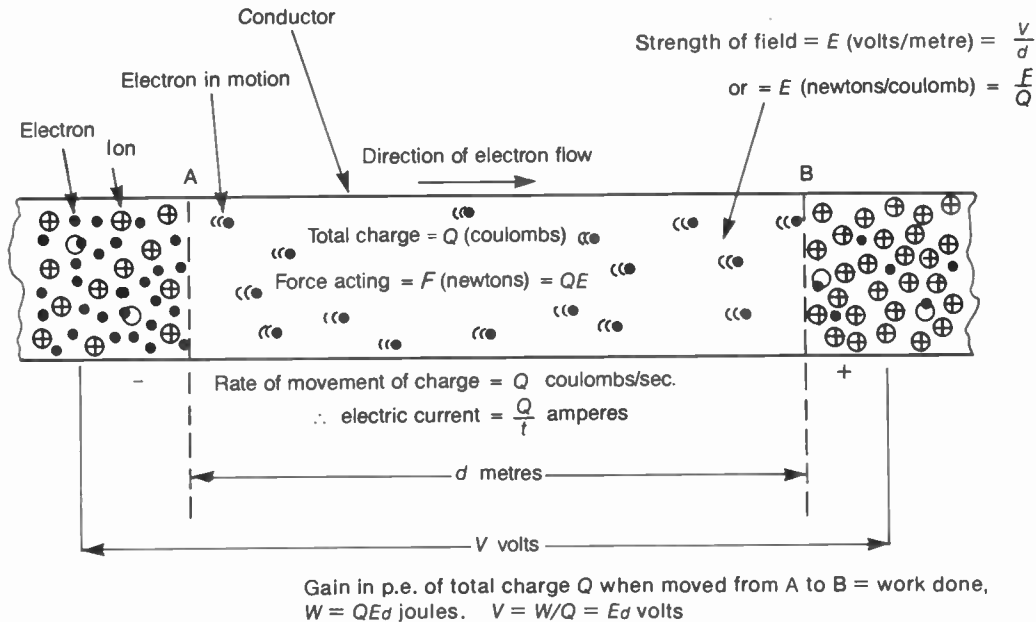 Conductor
Strength of field = E (volts/metre) = V/d
Electron in motion
or = E (newtons/coulomb) = F/Q
Electron
Ion
Direction of electron flow
A
B
Total charge = Q (coulombs)
Force acting = F (newtons) = QE
−
+
Rate of movement of charge = Q coulombs/sec.
∴ electric current = Q/t amperes
d metres
V volts
Gain in p.e. of total charge Q when moved from A to B = work done,
W = QEd joules. V = W/Q = Ed volts